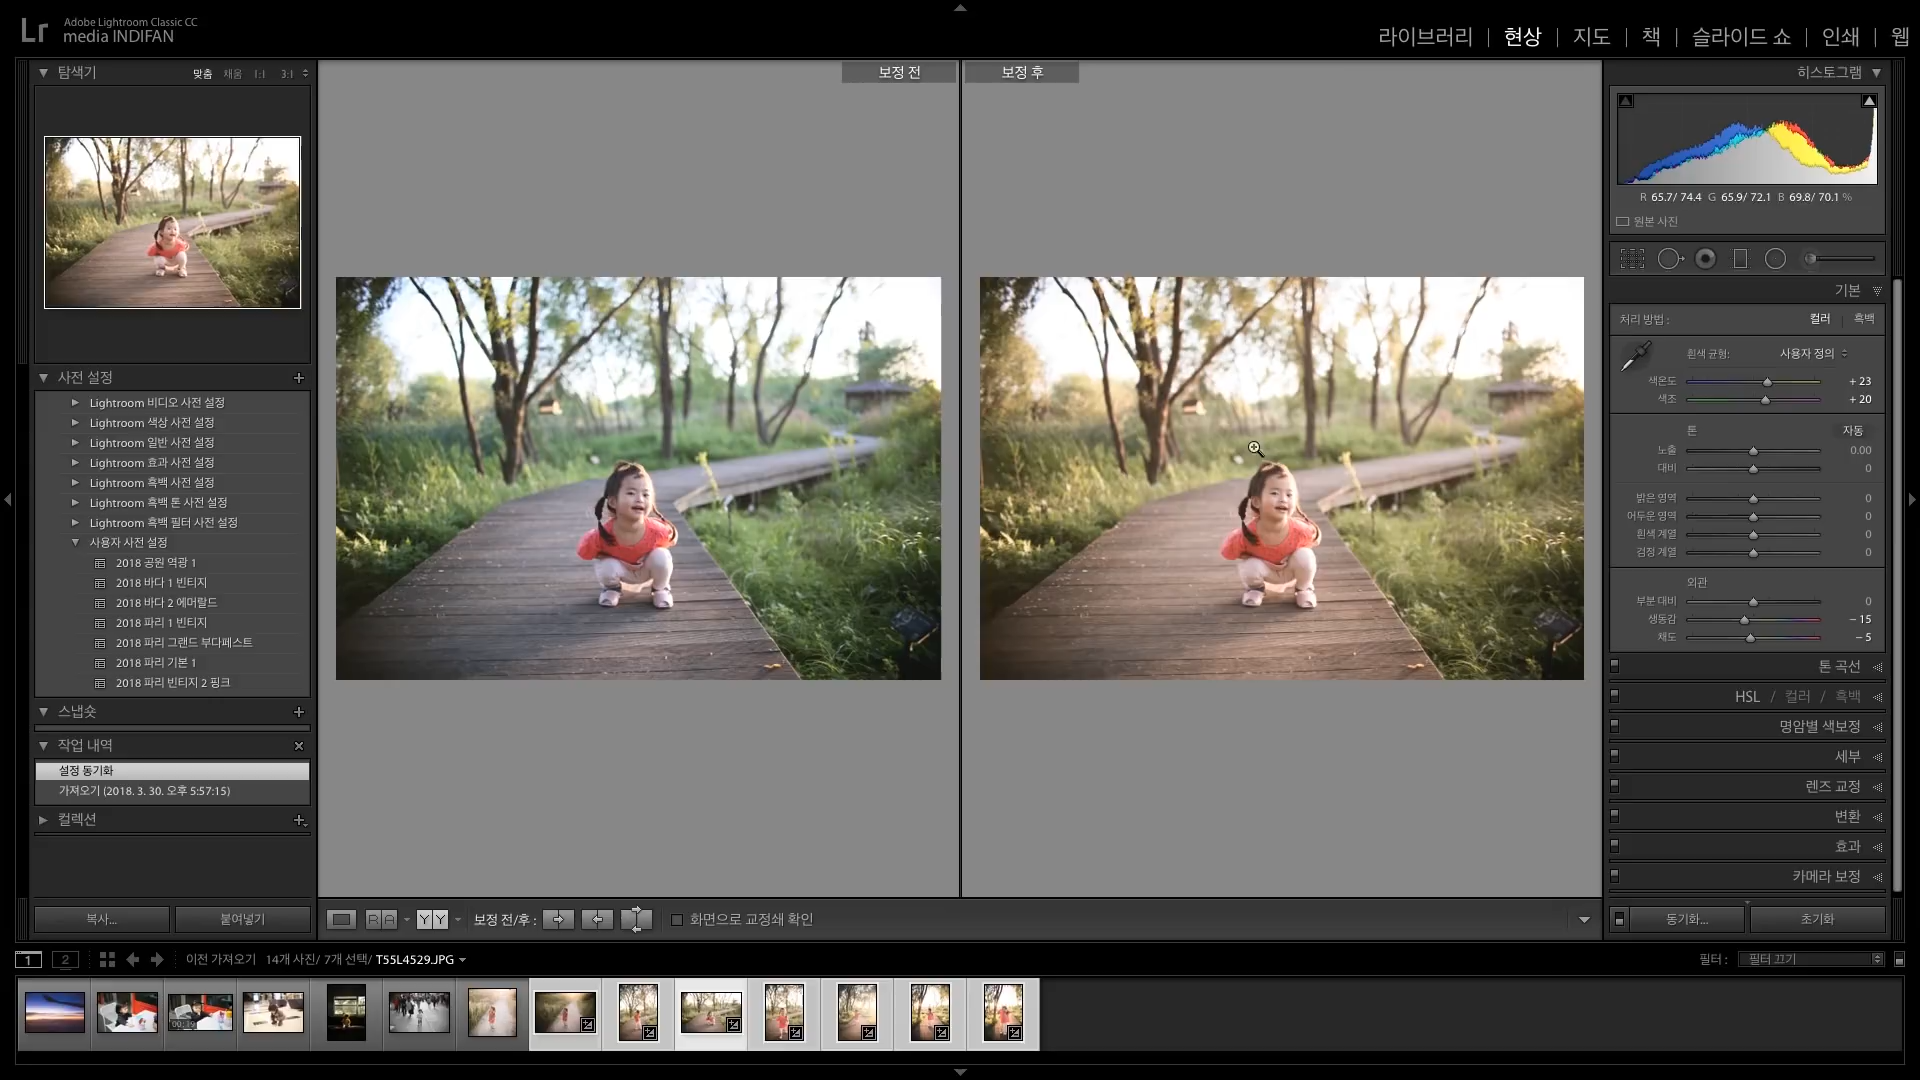 Lr Adobe Lightroom Classic CC
media INDIFAN
라이브러리 | 현상 | 지도 | 책 | 슬라이드 쇼 | 인쇄 | 웹
탐색기 맞춤 채움 1:1 3:1
사전 설정
Lightroom 비디오 사전 설정
Lightroom 색상 사전 설정
Lightroom 일반 사전 설정
Lightroom 효과 사전 설정
Lightroom 흑백 사전 설정
Lightroom 흑백 톤 사전 설정
Lightroom 흑백 필터 사전 설정
사용자 사전 설정
2018 공원 역광 1
2018 바다 1 빈티지
2018 바다 2 에머랄드
2018 파리 1 빈티지
2018 파리 그랜드 부다페스트
2018 파리 기본 1
2018 파리 빈티지 2 핑크
스냅숏
작업 내역
설정 동기화
가져오기 (2018. 3. 30. 오후 5:57:15)
컬렉션
복사... 붙여넣기
보정 전 보정 후
R A Y Y 보정 전/후 : 화면으로 교정쇄 확인
히스토그램
R 65.7/ 74.4 G 65.9/ 72.1 B 69.8/ 70.1 %
원본 사진
기본
처리 방법 : 컬러 | 흑백
흰색 균형: 사용자 정의
색온도 + 23
색조 + 20
톤 자동
노출 0.00
대비 0
밝은 영역 0
어두운 영역 0
흰색 계열 0
검정 계열 0
외관
부분 대비 0
생동감 – 15
채도 – 5
톤 곡선
HSL / 컬러 / 흑백
명암별 색보정
세부
렌즈 교정
변환
효과
카메라 보정
동기화... 초기화
1 2 이전 가져오기 14개 사진/ 7개 선택/ T55L4529.JPG 필터 : 필터 끄기
00:19